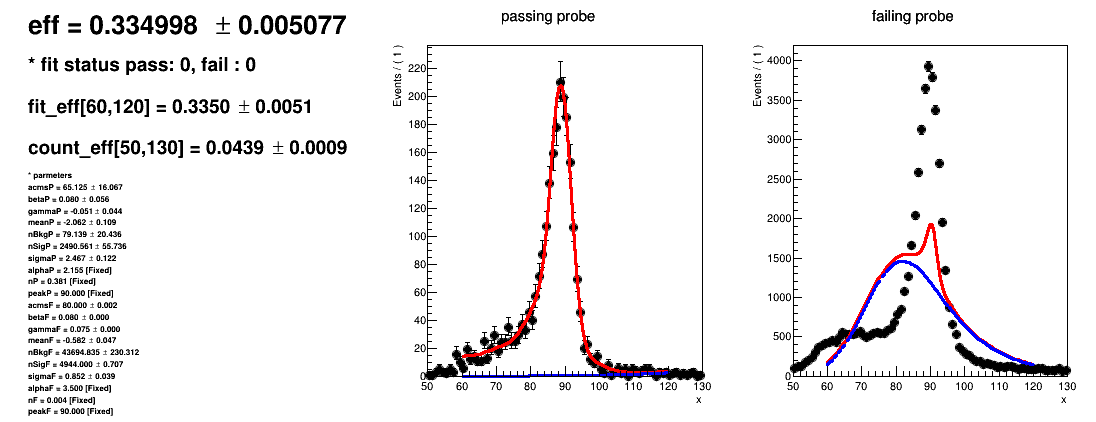 eff = 0.334998 ± 0.005077
* fit status pass: 0, fail : 0
fit_eff[60,120] = 0.3350 ± 0.0051
count_eff[50,130] = 0.0439 ± 0.0009
* parmeters
acmsP = 65.125 ± 16.067
betaP = 0.080 ± 0.056
gammaP = -0.051 ± 0.044
meanP = -2.062 ± 0.109
nBkgP = 79.139 ± 20.436
nSigP = 2490.561 ± 55.736
sigmaP = 2.467 ± 0.122
alphaP = 2.155 [Fixed]
nP = 0.381 [Fixed]
peakP = 90.000 [Fixed]
acmsF = 80.000 ± 0.002
betaF = 0.080 ± 0.000
gammaF = 0.075 ± 0.000
meanF = -0.582 ± 0.047
nBkgF = 43694.835 ± 230.312
nSigF = 4944.000 ± 0.707
sigmaF = 0.852 ± 0.039
alphaF = 3.500 [Fixed]
nF = 0.004 [Fixed]
peakF = 90.000 [Fixed]
passing probe
Events / ( 1 )
220
200
180
160
140
120
100
80
60
40
20
0
50 60 70 80 90 100 110 120 130
x
failing probe
Events / ( 1 )
4000
3500
3000
2500
2000
1500
1000
500
0
50 60 70 80 90 100 110 120 130
x